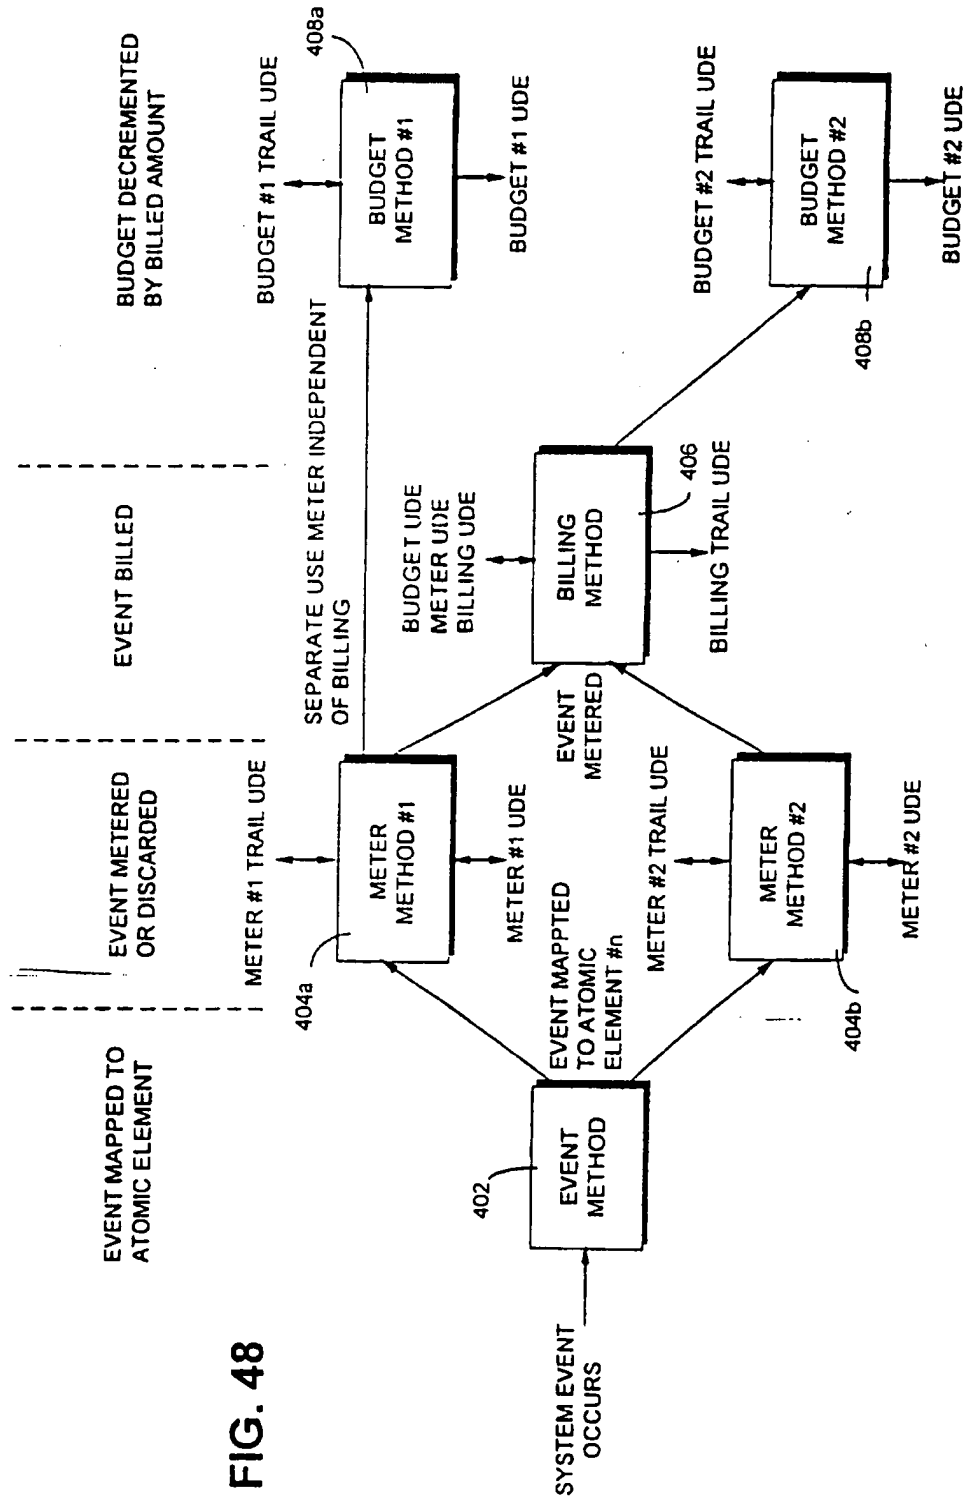 FIG. 48
EVENT MAPPED TO
ATOMIC ELEMENT
EVENT METERED
OR DISCARDED
EVENT BILLED
BUDGET DECREMENTED
BY BILLED AMOUNT
SYSTEM EVENT
OCCURS
402
EVENT
METHOD
EVENT MAPPTED
TO ATOMIC
ELEMENT #n
METER #1 TRAIL UDE
404a
METER
METHOD #1
METER #1 UDE
METER #2 TRAIL UDE
METER
METHOD #2
404b
METER #2 UDE
SEPARATE USE METER INDEPENDENT
OF BILLING
EVENT
METERED
BUDGET UDE
METER UDE
BILLING UDE
BILLING
METHOD
406
BILLING TRAIL UDE
BUDGET #1 TRAIL UDE
408a
BUDGET
METHOD #1
BUDGET #1 UDE
BUDGET #2 TRAIL UDE
BUDGET
METHOD #2
408b
BUDGET #2 UDE